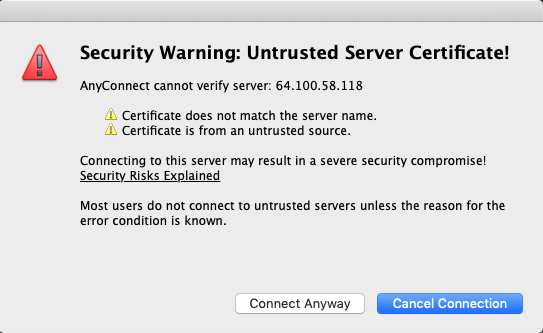 Security Warning: Untrusted Server Certificate!
AnyConnect cannot verify server: 64.100.58.118
Certificate does not match the server name.
Certificate is from an untrusted source.
Connecting to this server may result in a severe security compromise!
Security Risks Explained
Most users do not connect to untrusted servers unless the reason for the
error condition is known.
Connect Anyway
Cancel Connection